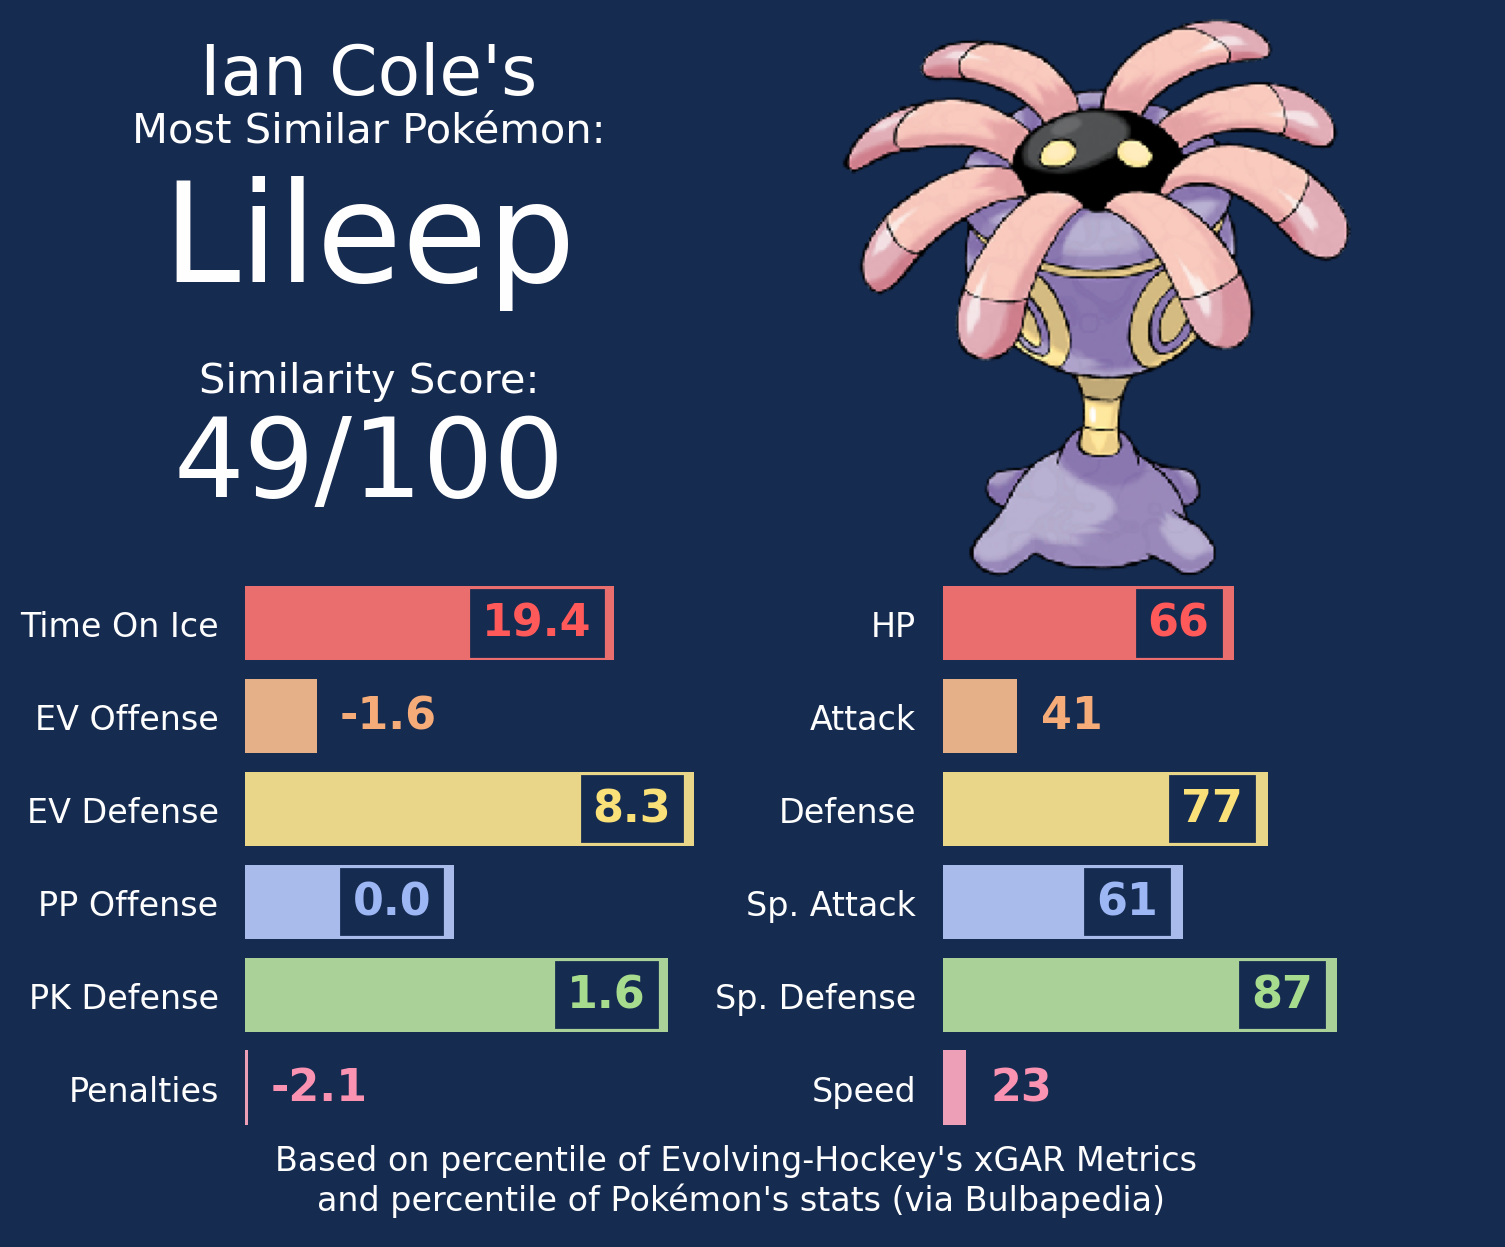 Ian Cole's
Most Similar Pokémon:
Lileep
Similarity Score:
49/100
Time On Ice 19.4
EV Offense -1.6
EV Defense 8.3
PP Offense 0.0
PK Defense 1.6
Penalties -2.1
HP 66
Attack 41
Defense 77
Sp. Attack 61
Sp. Defense 87
Speed 23
Based on percentile of Evolving-Hockey's xGAR Metrics
and percentile of Pokémon's stats (via Bulbapedia)